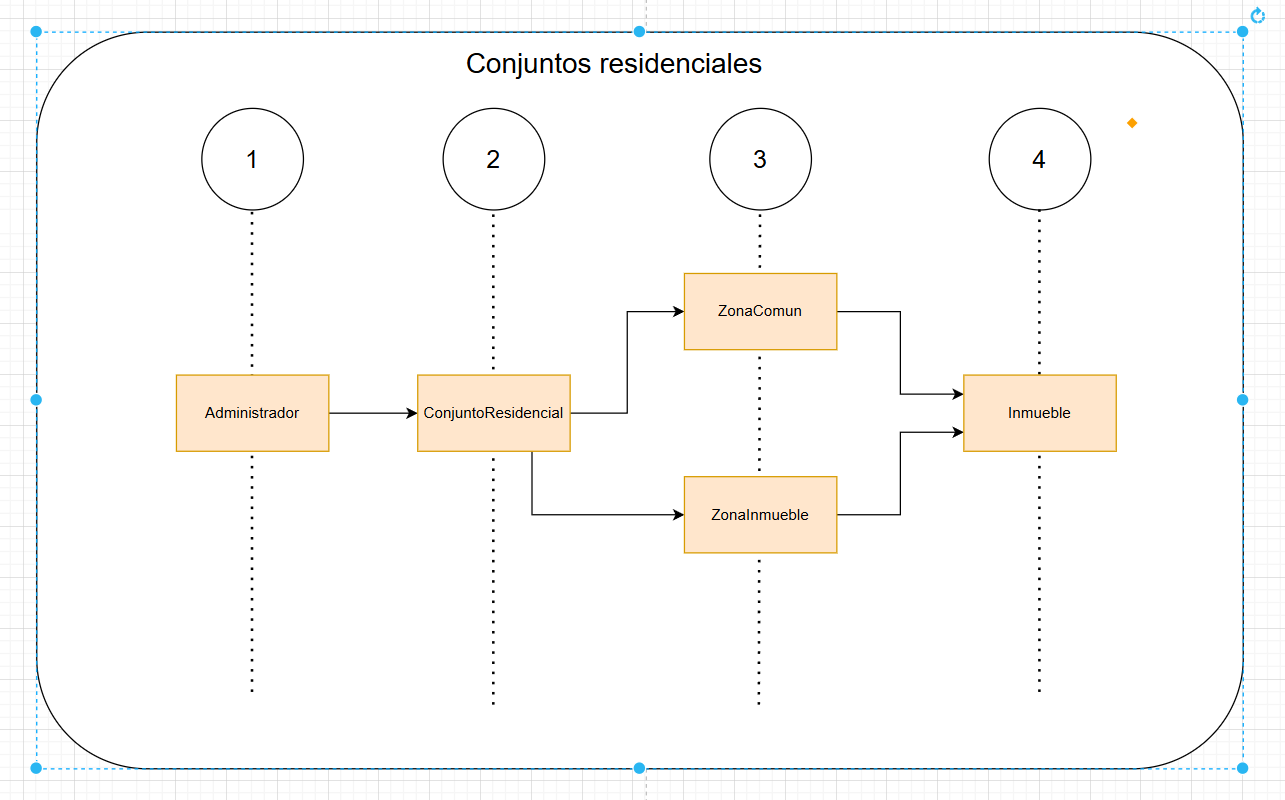 Conjuntos residenciales
1
2
3
4
ZonaComun
Administrador
ConjuntoResidencial
Inmueble
ZonaInmueble